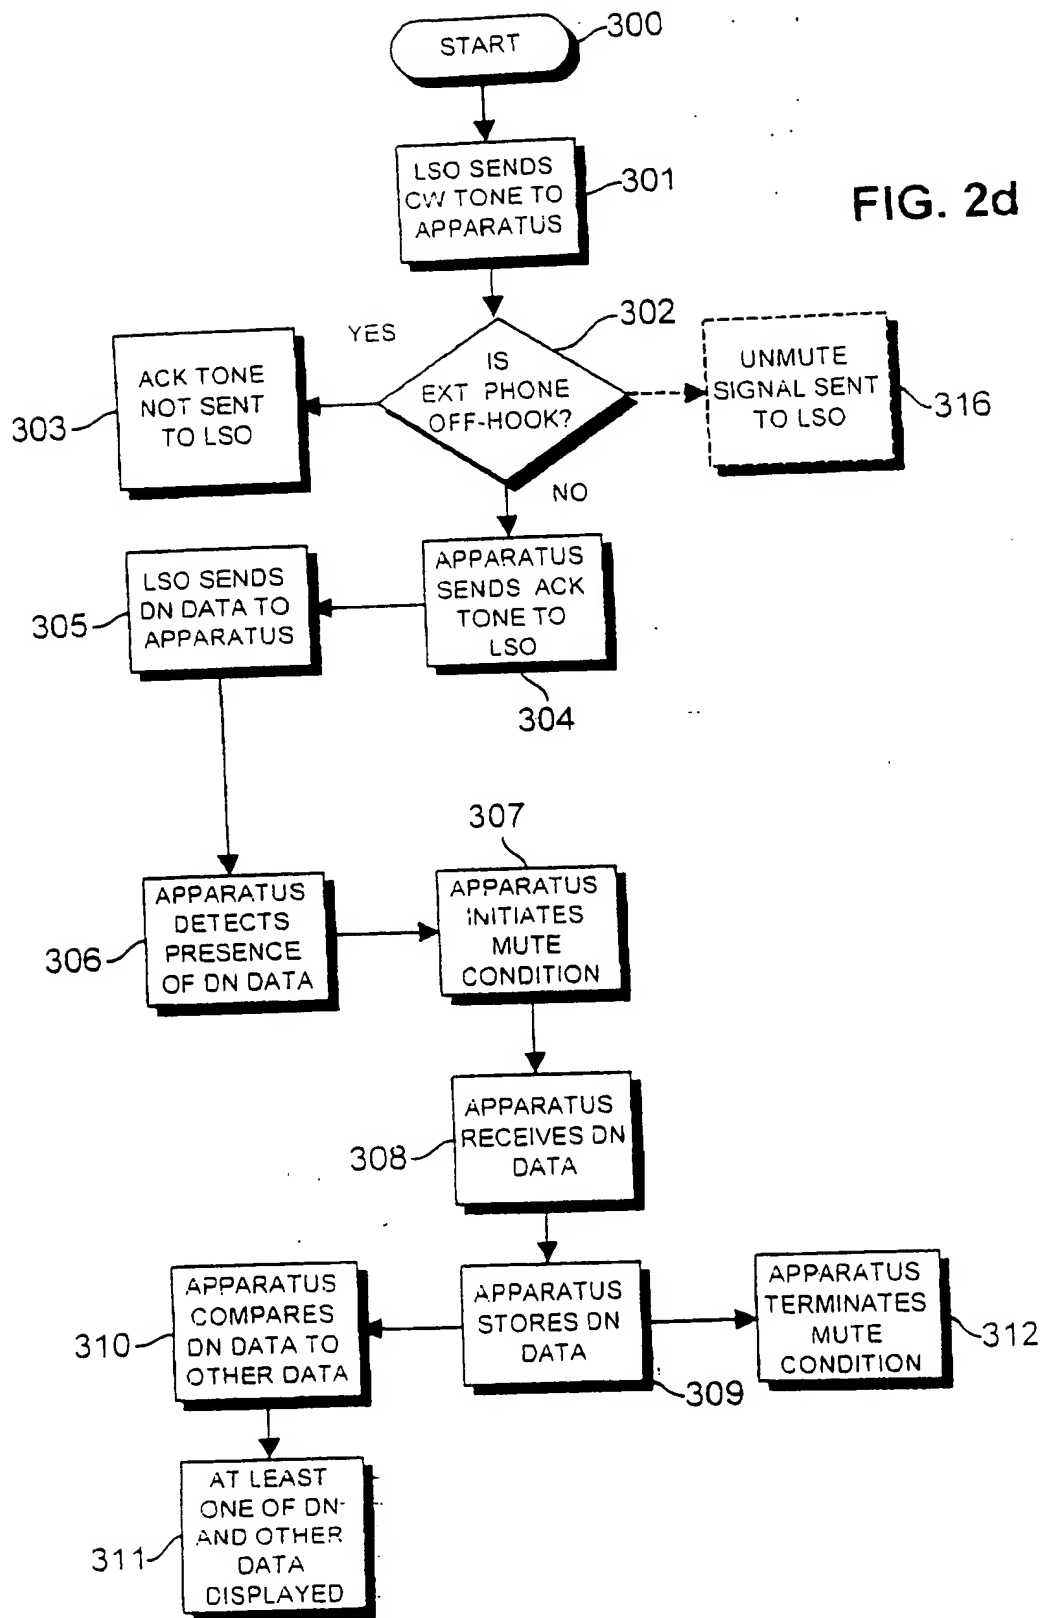 START
300
LSO SENDS
CW TONE TO
APPARATUS
301
FIG. 2d
YES
302
IS
EXT PHONE
OFF-HOOK?
ACK TONE
NOT SENT
TO LSO
303
UNMUTE
SIGNAL SENT
TO LSO
316
NO
APPARATUS
SENDS ACK
TONE TO
LSO
304
LSO SENDS
DN DATA TO
APPARATUS
305
307
APPARATUS
DETECTS
PRESENCE
OF DN DATA
306
APPARATUS
INITIATES
MUTE
CONDITION
APPARATUS
RECEIVES DN
DATA
308
APPARATUS
COMPARES
DN DATA TO
OTHER DATA
310
APPARATUS
STORES DN
DATA
309
APPARATUS
TERMINATES
MUTE
CONDITION
312
AT LEAST
ONE OF DN-
AND OTHER
DATA
DISPLAYED
311